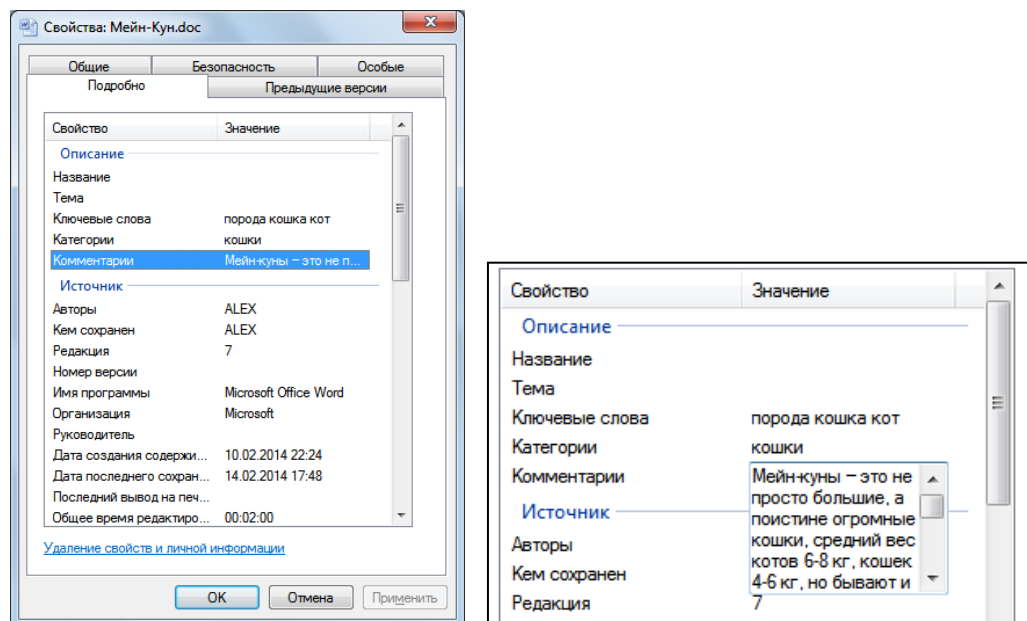 Свойства: Мейн-Кун.doc
Общие Безопасность Особые
Подробно Предыдущие версии
Свойство Значение
Описание
Название
Тема
Ключевые слова порода кошка кот
Категории кошки
Комментарии Мейн-куны – это не п...
Источник
Авторы ALEX
Кем сохранен ALEX
Редакция 7
Номер версии
Имя программы Microsoft Office Word
Организация Microsoft
Руководитель
Дата создания содержи... 10.02.2014 22:24
Дата последнего сохран... 14.02.2014 17:48
Последний вывод на печ...
Общее время редактиро... 00:02:00
Удаление свойств и личной информации
OK Отмена Применить
Свойство Значение
Описание
Название
Тема
Ключевые слова порода кошка кот
Категории кошки
Комментарии Мейн-куны – это не
просто большие, а
Источник поистине огромные
Авторы кошки, средний вес
котов 6-8 кг, кошек
Кем сохранен 4-6 кг, но бывают и
Редакция 7